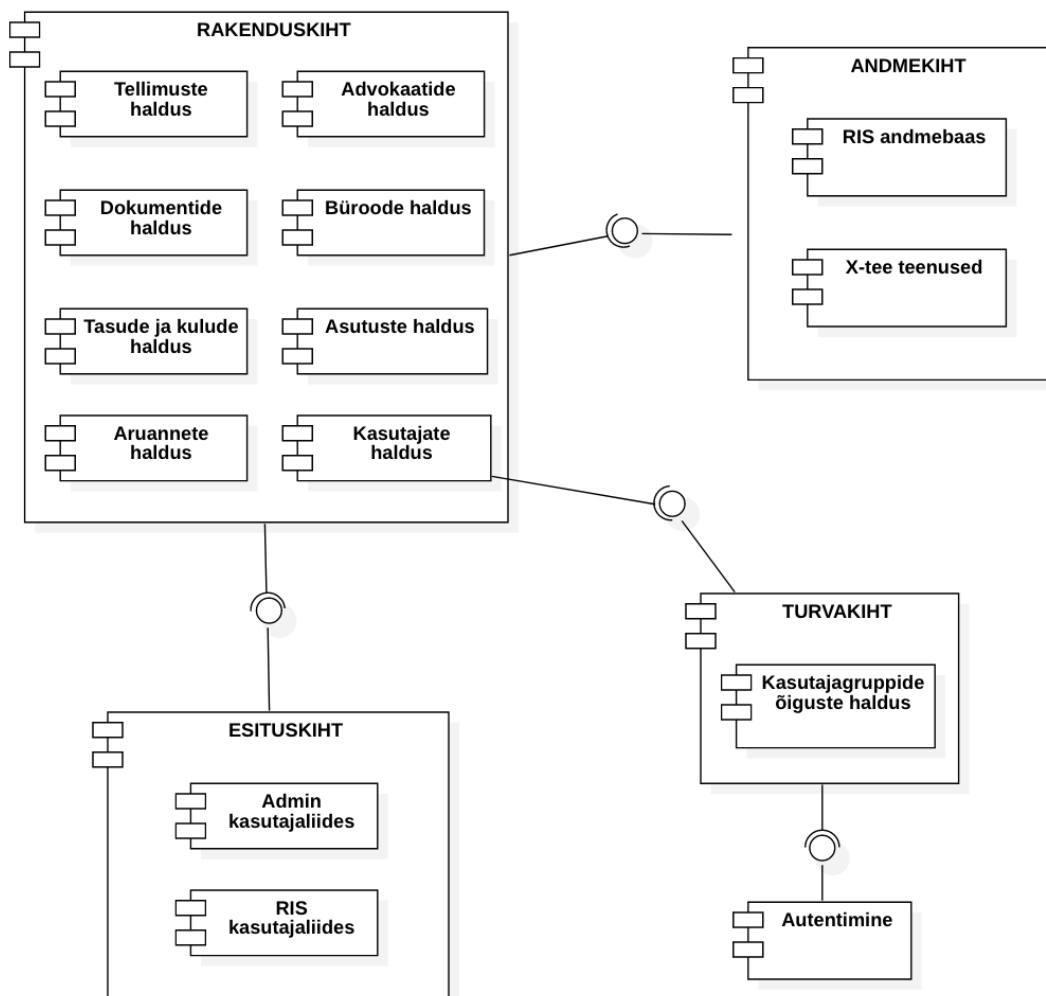 RAKENDUSKIHT
Tellimuste
haldus
Advokaatide
haldus
Dokumentide
haldus
Büroode haldus
Tasude ja kulude
haldus
Asutuste haldus
Aruannete
haldus
Kasutajate
haldus
ANDMEKIHT
RIS andmebaas
X-tee teenused
TURVAKIHT
Kasutajagruppide
õiguste haldus
ESITUSKIHT
Admin
kasutajaliides
RIS
kasutajaliides
Autentimine